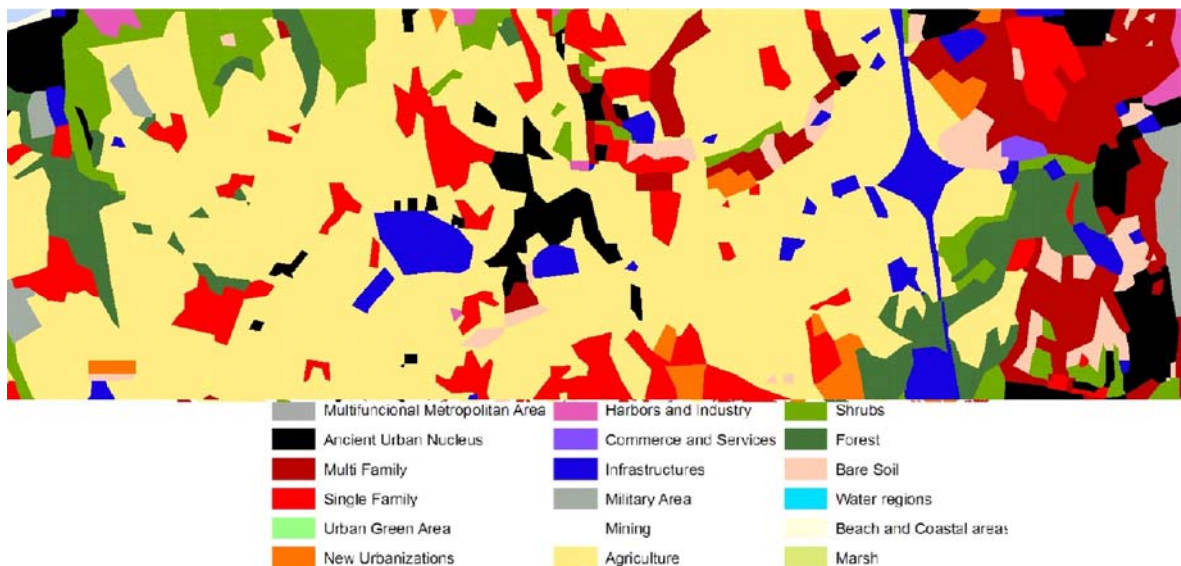 Multifuncional Metropolitan Area
Ancient Urban Nucleus
Multi Family
Single Family
Urban Green Area
New Urbanizations
Harbors and Industry
Commerce and Services
Infrastructures
Military Area
Mining
Agriculture
Shrubs
Forest
Bare Soil
Water regions
Beach and Coastal areas
Marsh